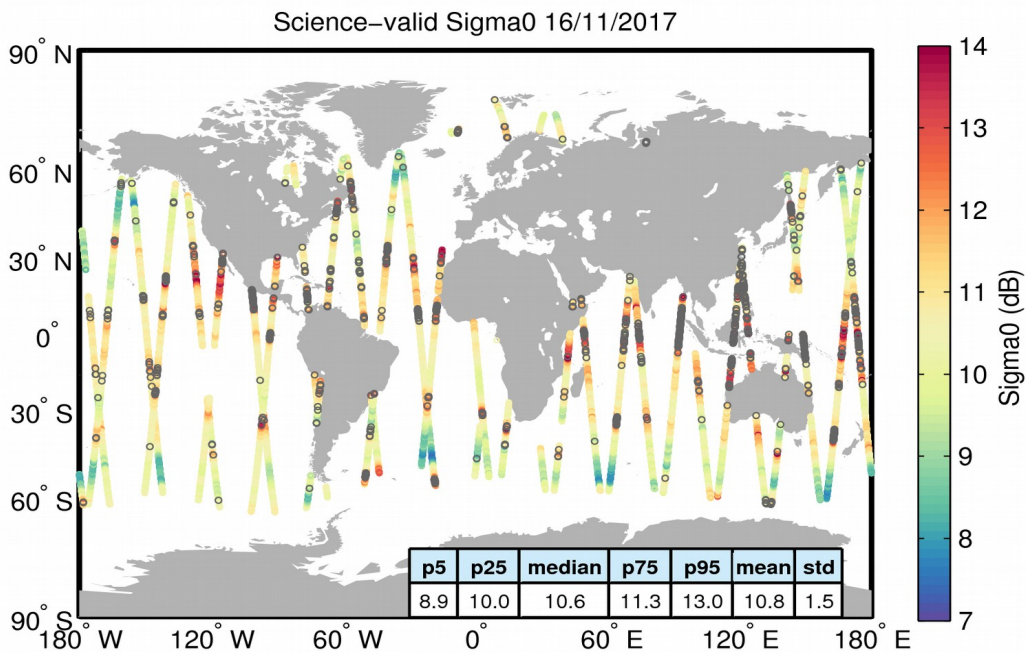 Science−valid Sigma0 16/11/2017
90° N
60° N
30° N
0°
30° S
60° S
90° S
180° W
120° W
60° W
0°
60° E
120° E
180° E
p5 p25 median p75 p95 mean std
8.9 10.0 10.6 11.3 13.0 10.8 1.5
14
13
12
11
10
9
8
7
Sigma0 (dB)